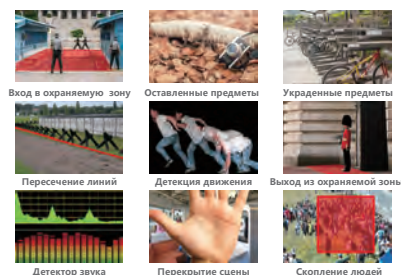 Вход в охраняемую зону
Оставленные предметы
Украденные предметы
Пересечение линий
Детекция движения
Выход из охраняемой зоны
Детектор звука
Перекрытие сцены
Скопление людей